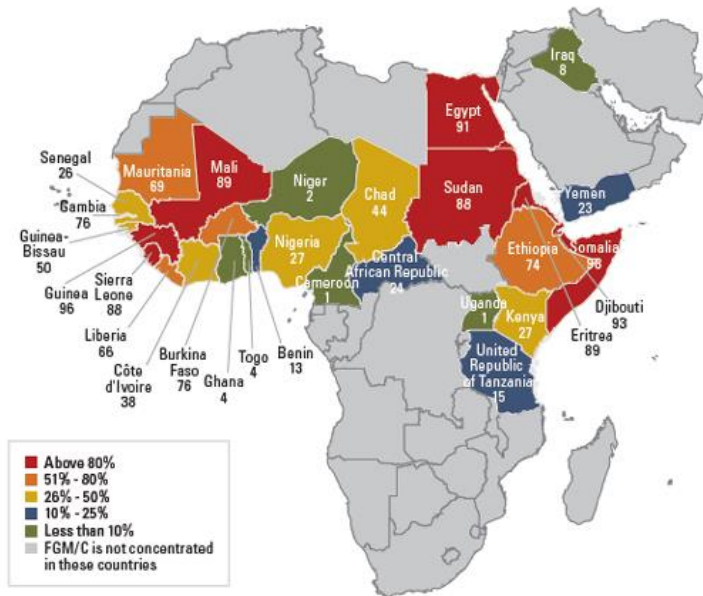 Iraq
8
Egypt
91
Mauritania
69
Mali
89
Niger
2
Chad
44
Sudan
88
Yemen
23
Senegal
26
Gambia
76
Guinea-
Bissau
50
Guinea
96
Sierra
Leone
88
Liberia
66
Côte
d'Ivoire
38
Burkina
Faso
76
Ghana
4
Togo
4
Benin
13
Nigeria
27
Cameroon
1
Central
African Republic
24
Ethiopia
74
Somalia
98
Djibouti
93
Eritrea
89
Uganda
1
Kenya
27
United
Republic
of Tanzania
15
Above 80%
51% - 80%
26% - 50%
10% - 25%
Less than 10%
FGM/C is not concentrated
in these countries